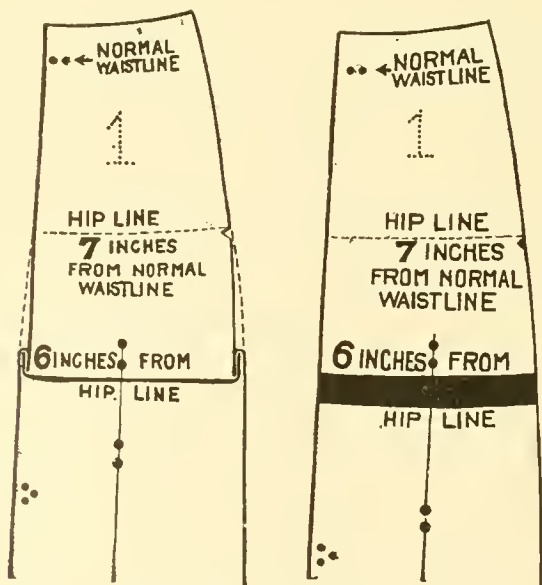 NORMAL
WAISTLINE
1
HIP LINE
7 INCHES
FROM NORMAL
WAISTLINE
6 INCHES FROM
HIP LINE
NORMAL
WAISTLINE
1
HIP LINE
7 INCHES
FROM NORMAL
WAISTLINE
6 INCHES FROM
HIP LINE